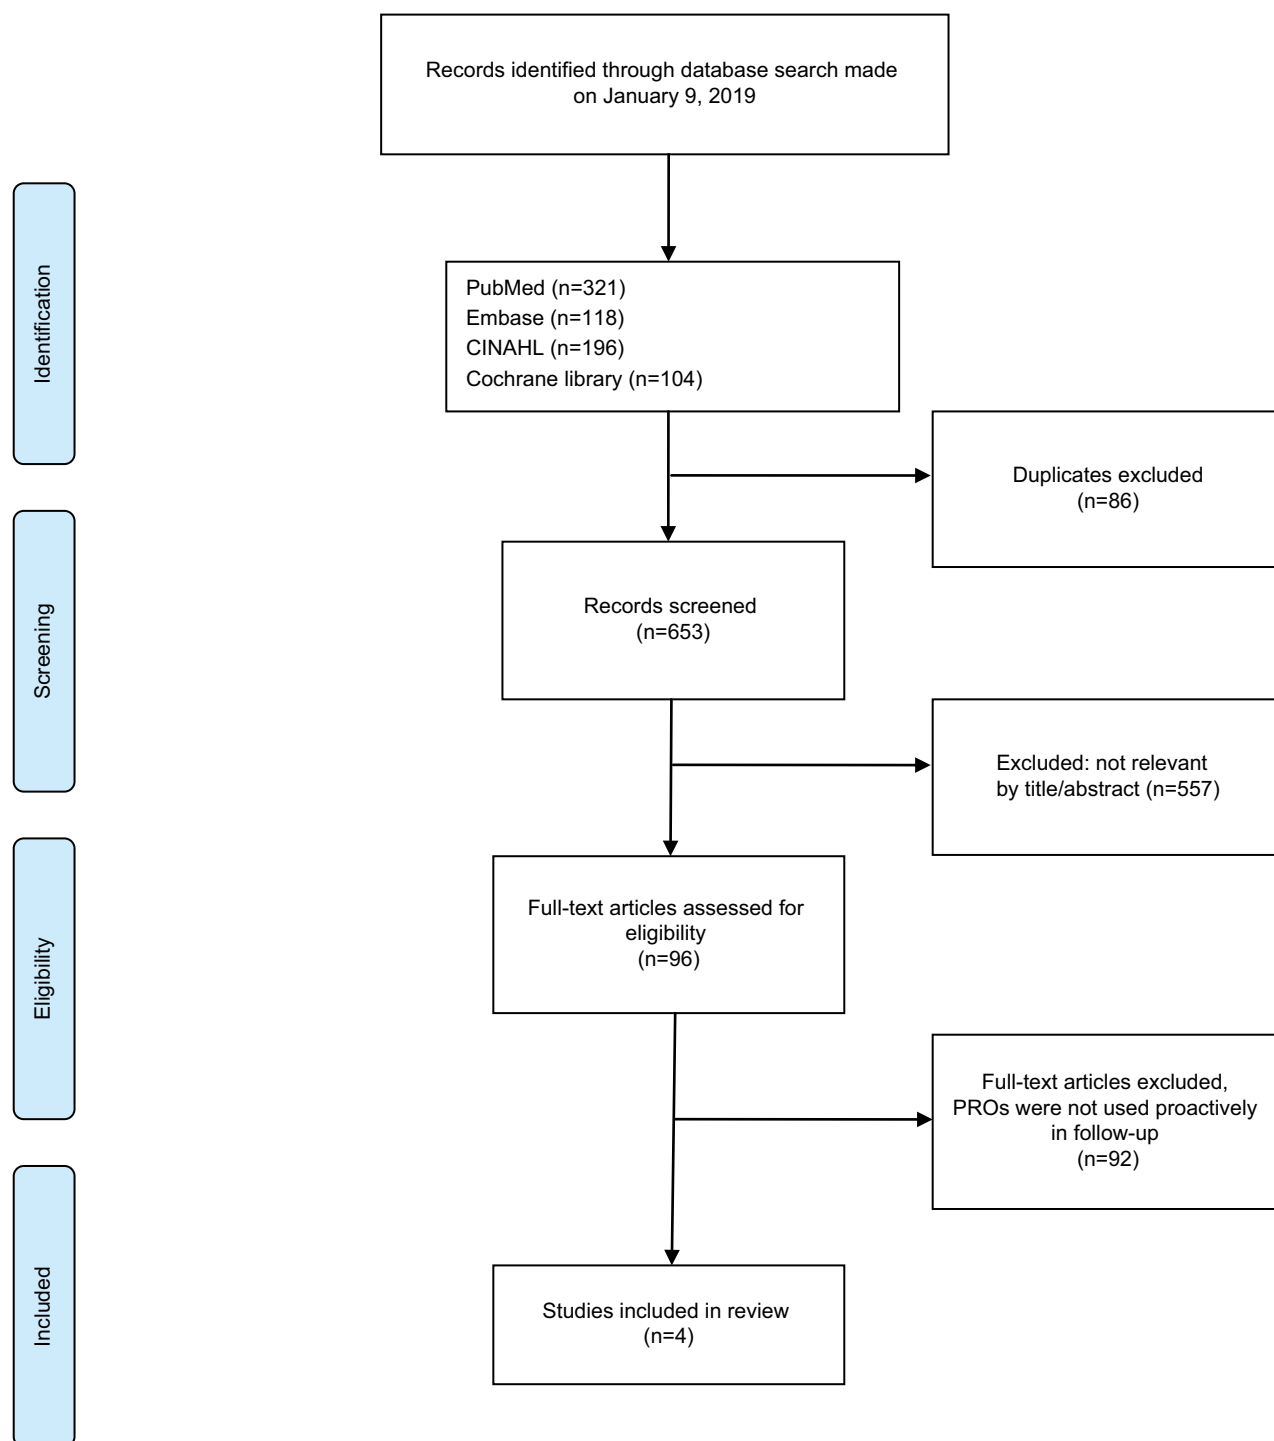 Records identified through database search made
on January 9, 2019
Identification
PubMed (n=321)
Embase (n=118)
CINAHL (n=196)
Cochrane library (n=104)
Duplicates excluded
(n=86)
Screening
Records screened
(n=653)
Excluded: not relevant
by title/abstract (n=557)
Eligibility
Full-text articles assessed for
eligibility
(n=96)
Full-text articles excluded,
PROs were not used proactively
in follow-up
(n=92)
Included
Studies included in review
(n=4)